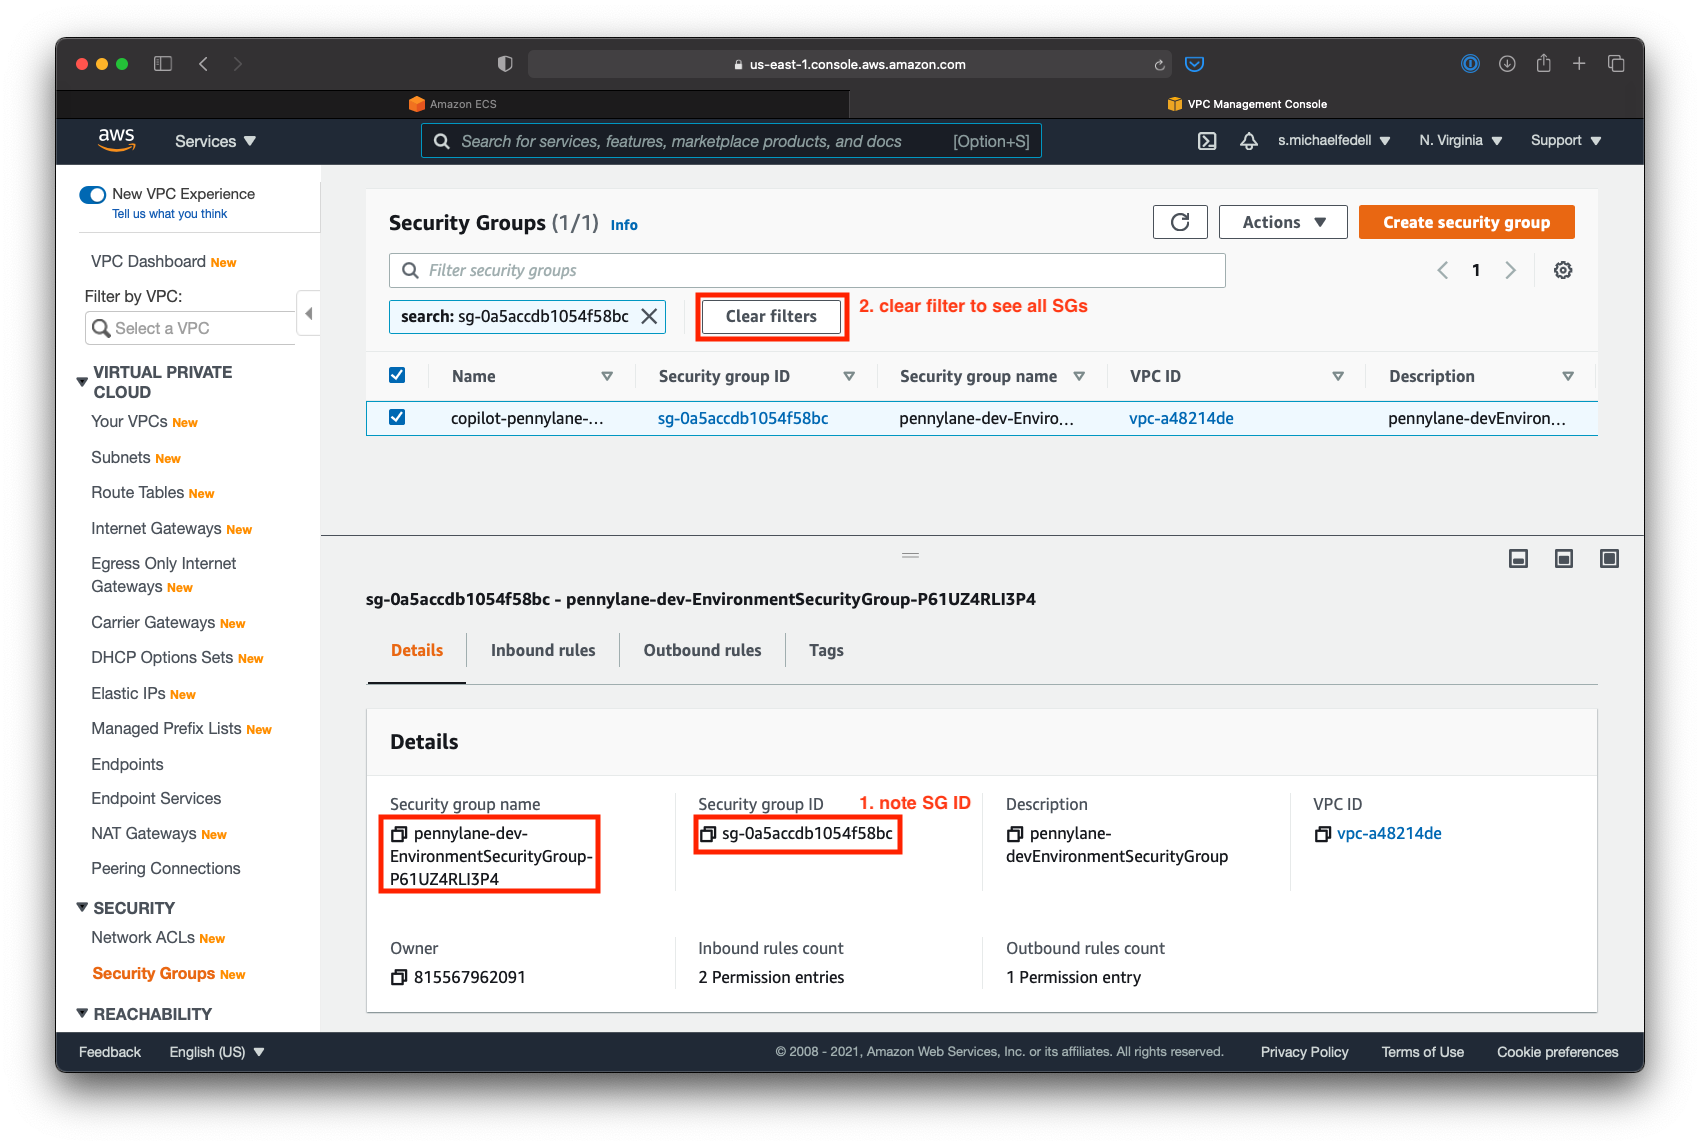 us-east-1.console.aws.amazon.com
Amazon ECS
VPC Management Console
aws
Services
Search for services, features, marketplace products, and docs
[Option+S]
s.michaelfedell
N. Virginia
Support
New VPC Experience
Tell us what you think
VPC Dashboard New
Filter by VPC:
Select a VPC
VIRTUAL PRIVATE
CLOUD
Your VPCs New
Subnets New
Route Tables New
Internet Gateways New
Egress Only Internet
Gateways New
Carrier Gateways New
DHCP Options Sets New
Elastic IPs New
Managed Prefix Lists New
Endpoints
Endpoint Services
NAT Gateways New
Peering Connections
SECURITY
Network ACLs New
Security Groups New
REACHABILITY
Security Groups (1/1) Info
Actions
Create security group
Filter security groups
1
search: sg-0a5accdb1054f58bc
Clear filters
2. clear filter to see all SGs
Name
Security group ID
Security group name
VPC ID
Description
copilot-pennylane-...
sg-0a5accdb1054f58bc
pennylane-dev-Enviro...
vpc-a48214de
pennylane-devEnviron...
sg-0a5accdb1054f58bc - pennylane-dev-EnvironmentSecurityGroup-P61UZ4RLI3P4
Details
Inbound rules
Outbound rules
Tags
Details
Security group name
pennylane-dev-
EnvironmentSecurityGroup-
P61UZ4RLI3P4
Security group ID
1. note SG ID
sg-0a5accdb1054f58bc
Description
pennylane-
devEnvironmentSecurityGroup
VPC ID
vpc-a48214de
Owner
815567962091
Inbound rules count
2 Permission entries
Outbound rules count
1 Permission entry
Feedback
English (US)
© 2008 - 2021, Amazon Web Services, Inc. or its affiliates. All rights reserved.
Privacy Policy
Terms of Use
Cookie preferences